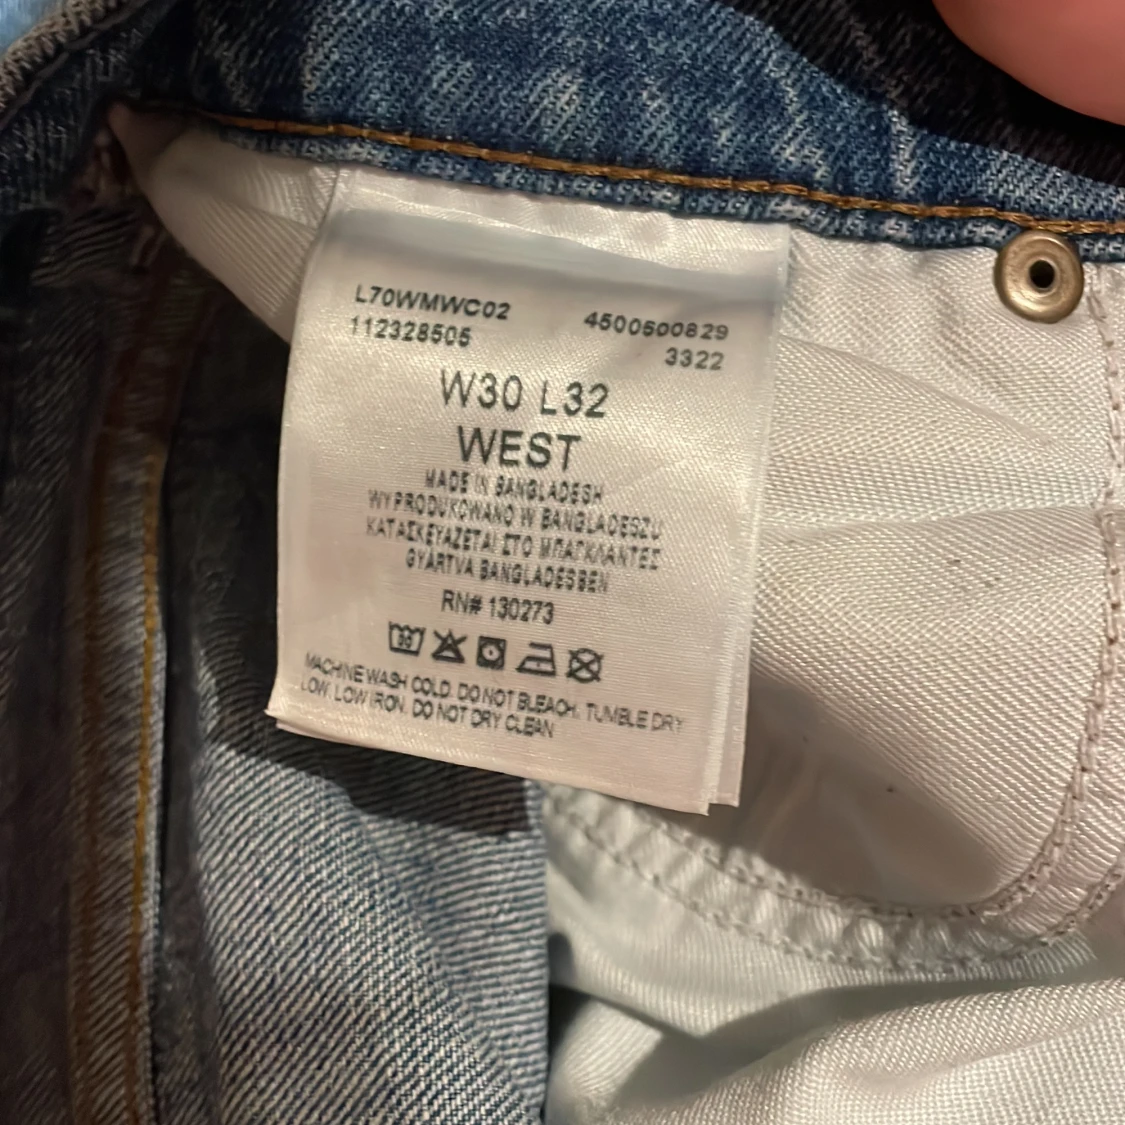 L70WMWC02 4500500829
112328505 3322
W30 L32
WEST
MADE IN BANGLADESH
WYPRODUKOWANO W BANGLADESZU
ΚΑΤΑΣΚΕΥΑΖΕΤΑΙ ΣΤΟ ΜΠΑΓΚΛΑΝΤΕΣ
GYÁRTVA BANGLADESBEN
RN# 130273
MACHINE WASH COLD. DO NOT BLEACH. TUMBLE DRY
LOW. LOW IRON. DO NOT DRY CLEAN